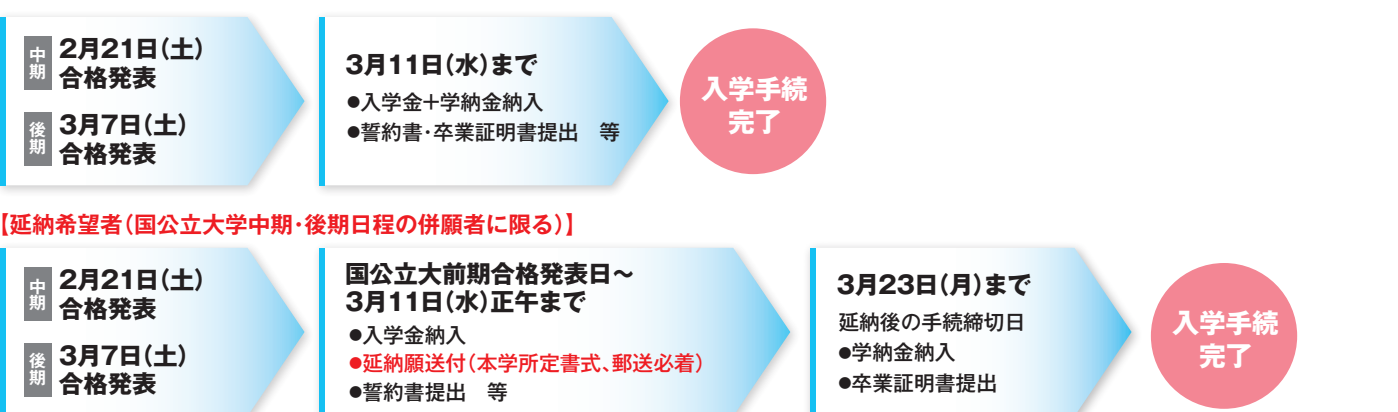 中期
2月21日(土)
合格発表
後期
3月7日(土)
合格発表
3月11日(水)まで
●入学金＋学納金納入
●誓約書・卒業証明書提出　等
入学手続
完了
【延納希望者(国公立大学中期・後期日程の併願者に限る)】
中期
2月21日(土)
合格発表
後期
3月7日(土)
合格発表
国公立大前期合格発表日〜
3月11日(水)正午まで
●入学金納入
●延納願送付(本学所定書式、郵送必着)
●誓約書提出　等
3月23日(月)まで
延納後の手続締切日
●学納金納入
●卒業証明書提出
入学手続
完了